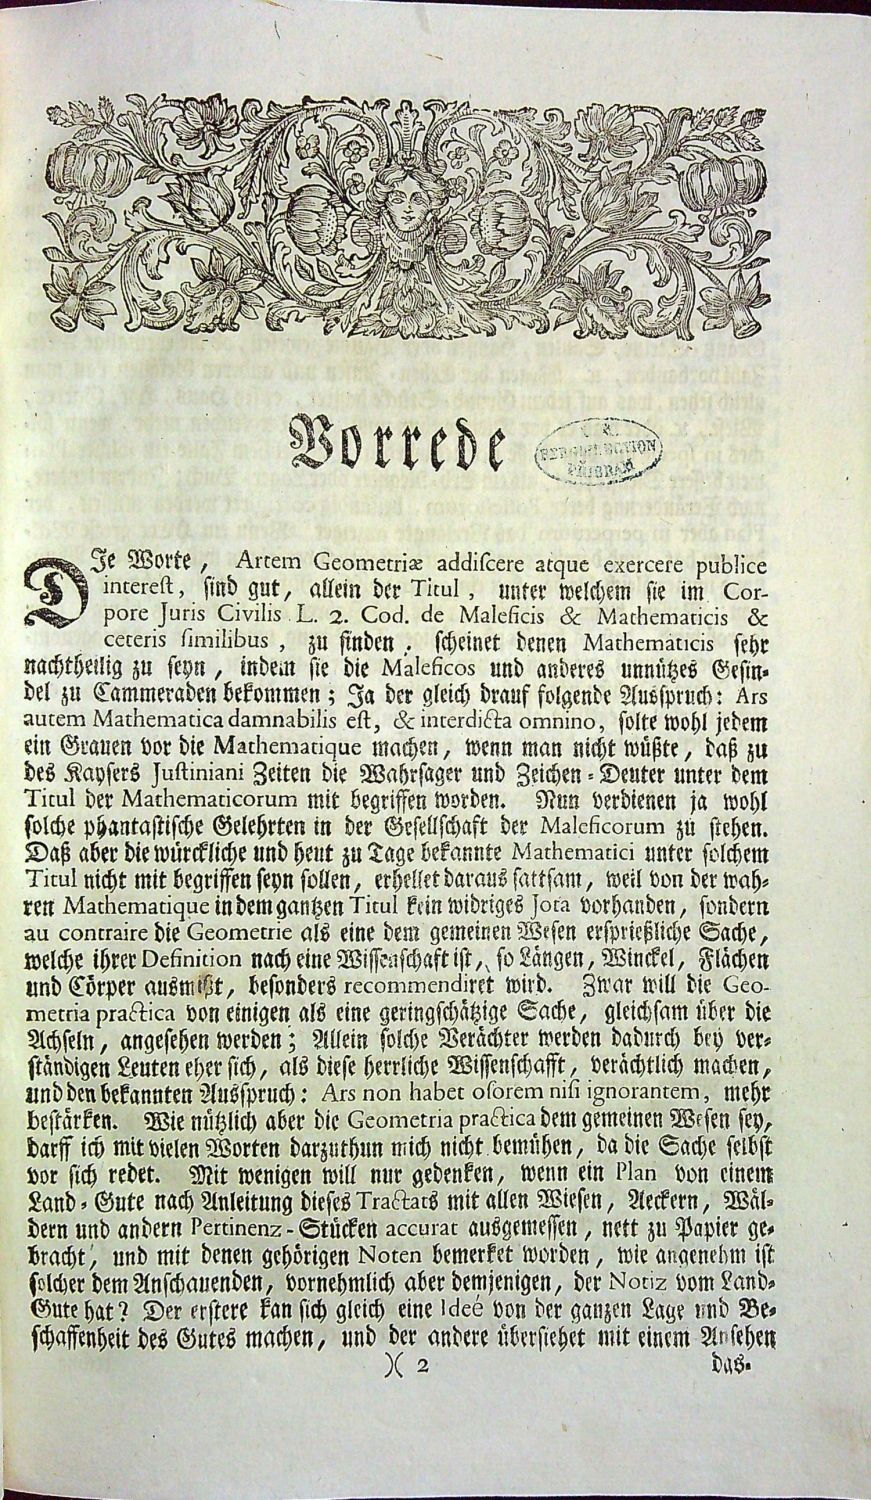 Vorrede
K. K.
BERGDIRECTION
PŘIBRAM
DIe Worte, Artem Geometriæ addiscere atque exercere publice
interest, sind gut, allein der Titul, unter welchem sie im Cor-
pore Juris Civilis L. 2. Cod. de Maleficis & Mathematicis &
ceteris similibus, zu finden, scheinet denen Mathematicis sehr
nachtheilig zu seyn, indem sie die Maleficos und anderes unnützes Gesin-
del zu Cammeraden bekommen; Ja der gleich drauf folgende Ausspruch: Ars
autem Mathematica damnabilis est, & interdicta omnino, solte wohl jedem
ein Grauen vor die Mathematique machen, wenn man nicht wüßte, daß zu
des Kaysers Justiniani Zeiten die Wahrsager und Zeichen-Deuter unter dem
Titul der Mathematicorum mit begriffen worden. Nun verdienen ja wohl
solche phantastische Gelehrten in der Gesellschaft der Maleficorum zu stehen.
Daß aber die würckliche und heut zu Tage bekannte Mathematici unter solchem
Titul nicht mit begriffen seyn sollen, erhellet daraus sattsam, weil von der wah-
ren Mathematique in dem gantzen Titul kein widriges Jota vorhanden, sondern
au contraire die Geometrie als eine dem gemeinen Wesen ersprießliche Sache,
welche ihrer Definition nach eine Wissenschaft ist, so Längen, Winckel, Flächen
und Cörper ausmißt, besonders recommendiret wird. Zwar will die Geo-
metria practica von einigen als eine geringschätzige Sache, gleichsam über die
Achseln, angesehen werden; Allein solche Verächter werden dadurch bey ver-
ständigen Leuten eher sich, als diese herrliche Wissenschafft, verächtlich machen,
und den bekannten Ausspruch: Ars non habet osorem nisi ignorantem, mehr
bestärken. Wie nützlich aber die Geometria practica dem gemeinen Wesen sey,
darff ich mit vielen Worten darzuthun mich nicht bemühen, da die Sache selbst
vor sich redet. Mit wenigen will nur gedenken, wenn ein Plan von einem
Land-Gute nach Anleitung dieses Tractats mit allen Wiesen, Aeckern, Wäl-
dern und andern Pertinenz-Stücken accurat ausgemessen, nett zu Papier ge-
bracht, und mit denen gehörigen Noten bemerket worden, wie angenehm ist
solcher dem Anschauenden, vornehmlich aber demjenigen, der Notiz vom Land-
Gute hat? Der erstere kan sich gleich eine Ideé von der ganzen Lage und Be-
schaffenheit des Gutes machen, und der andere übersiehet mit einem Ansehen
)( 2 das-